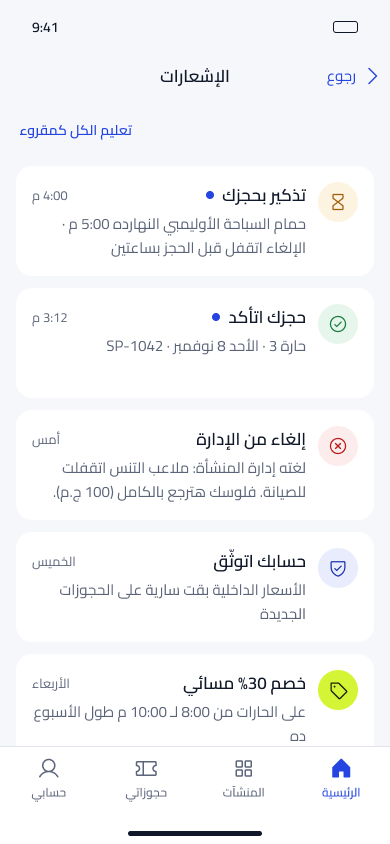 9:41
رجوع
الإشعارات
تعليم الكل كمقروء
تذكير بحجزك
4:00 م
حمام السباحة الأوليمبي النهارده 5:00 م ·
الإلغاء اتقفل قبل الحجز بساعتين
حجزك اتأكد
3:12 م
حارة 3 · الأحد 8 نوفمبر · SP-1042
إلغاء من الإدارة
أمس
لغته إدارة المنشأة: ملاعب التنس اتقفلت
للصيانة. فلوسك هترجع بالكامل (100 ج.م).
حسابك اتوثّق
الخميس
الأسعار الداخلية بقت سارية على الحجوزات
الجديدة
خصم 30% مسائي
الأربعاء
على الحارات من 8:00 لـ 10:00 م طول الأسبوع
ده
الرئيسية
المنشآت
حجوزاتي
حسابي